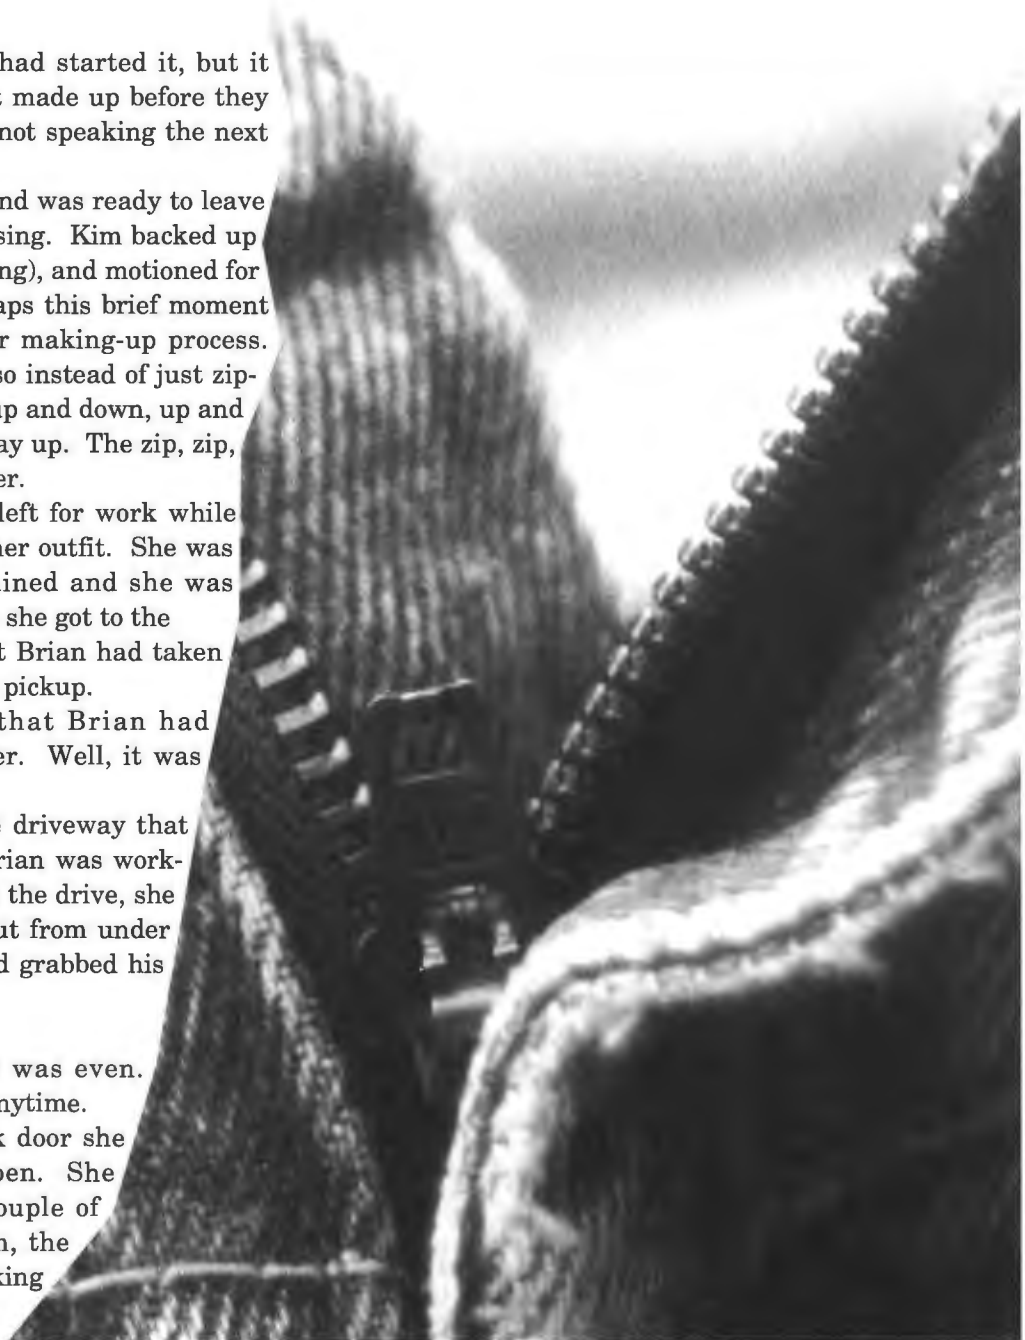 had started it, but it
made up before they
not speaking the next
nd was ready to leave
sing. Kim backed up
ng), and motioned for
aps this brief moment
r making-up process.
so instead of just zip-
up and down, up and
ay up. The zip, zip,
er.
left for work while
her outfit. She was
ined and she was
she got to the
t Brian had taken
pickup.
that Brian had
er. Well, it was
driveway that
rian was work-
the drive, she
ut from under
d grabbed his
was even.
nytime.
k door she
pen. She
ouple of
n, the
king